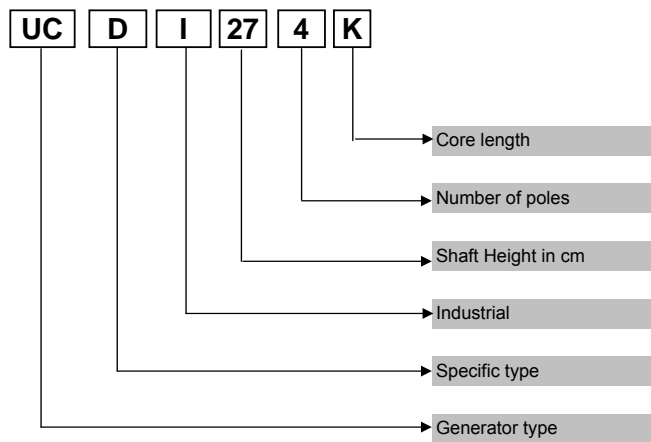 UC D I 27 4 K
Core length
Number of poles
Shaft Height in cm
Industrial
Specific type
Generator type